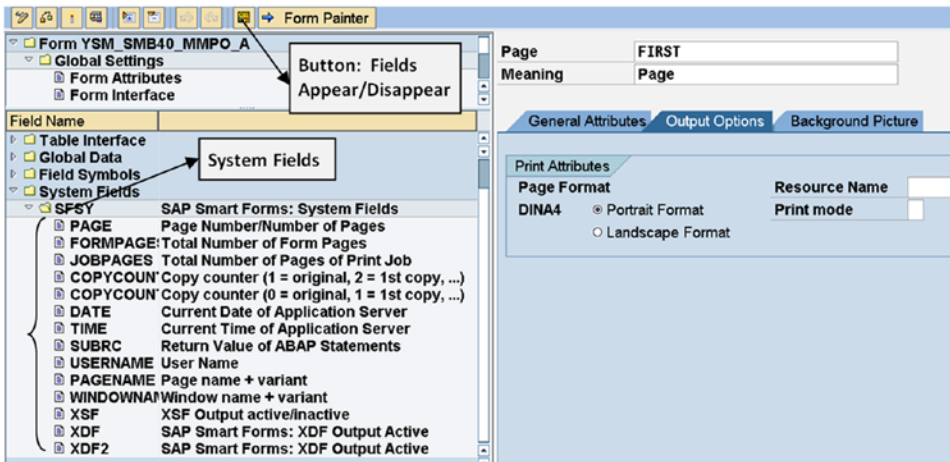 Form Painter
Form YSM_SMB40_MMPO_A
Global Settings
Form Attributes
Form Interface
Button: Fields
Appear/Disappear
Field Name
Table Interface
Global Data
Field Symbols
System Fields
System Fields
SFSY SAP Smart Forms: System Fields
PAGE Page Number/Number of Pages
FORMPAGES Total Number of Form Pages
JOBPAGES Total Number of Pages of Print Job
COPYCOUN Copy counter (1 = original, 2 = 1st copy, ...)
COPYCOUN Copy counter (0 = original, 1 = 1st copy, ...)
DATE Current Date of Application Server
TIME Current Time of Application Server
SUBRC Return Value of ABAP Statements
USERNAME User Name
PAGENAME Page name + variant
WINDOWNAM Window name + variant
XSF XSF Output active/inactive
XDF SAP Smart Forms: XDF Output Active
XDF2 SAP Smart Forms: XDF Output Active
Page FIRST
Meaning Page
General Attributes Output Options Background Picture
Print Attributes
Page Format Resource Name
DINA4 Portrait Format Print mode
Landscape Format